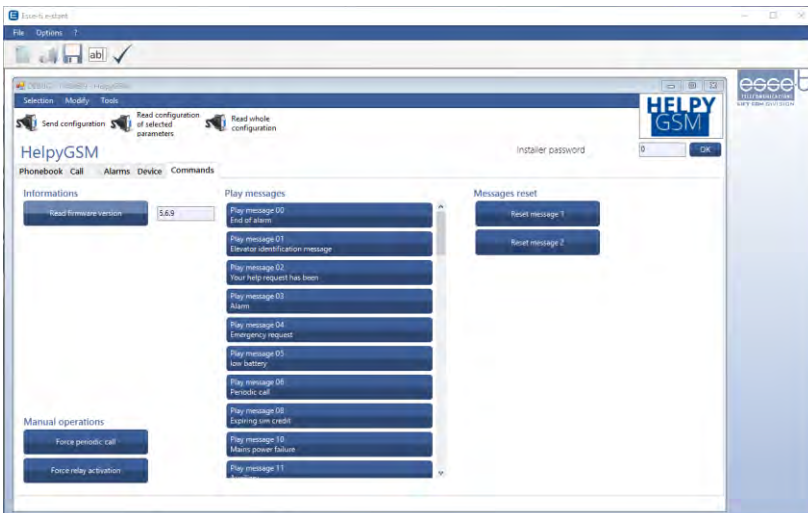 File Options ?
ab|
Selection Modify Tools
Send configuration
Read configuration
of selected
parameters
Read whole
configuration
HELPY
GSM
esse
TELECOMUNICAZIONI
HelpyGSM
Installer password
0
OK
Phonebook Call Alarms Device Commands
Informations
Read firmware version
5.6.9
Play messages
Play message 00
End of alarm
Play message 01
Elevator identification message
Play message 02
Your help request has been
Play message 03
Alarm
Play message 04
Emergency request
Play message 05
low battery
Play message 06
Periodic call
Play message 08
Expiring sim credit
Play message 10
Mains power failure
Play message 11
Messages reset
Reset message 1
Reset message 2
Manual operations
Force periodic call
Force relay activation